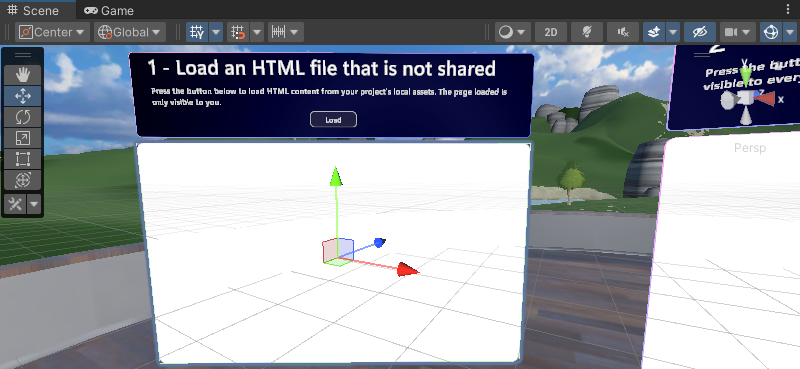 Scene
Game
Center
Global
2D
1 - Load an HTML file that is not shared
Press the button below to load HTML content from your project's local assets. The page loaded is
only visible to you.
Load
2
Press the butt
visible to every
y
z
x
Persp